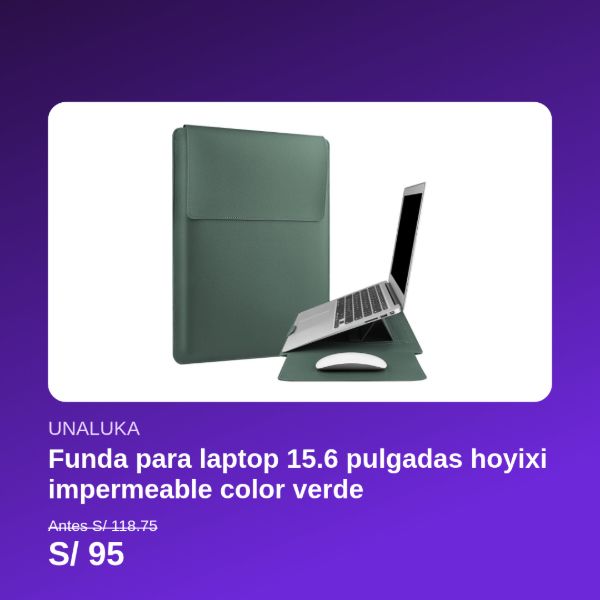 UNALUKA
Funda para laptop 15.6 pulgadas hoyixi
impermeable color verde
Antes S/ 118.75
S/ 95